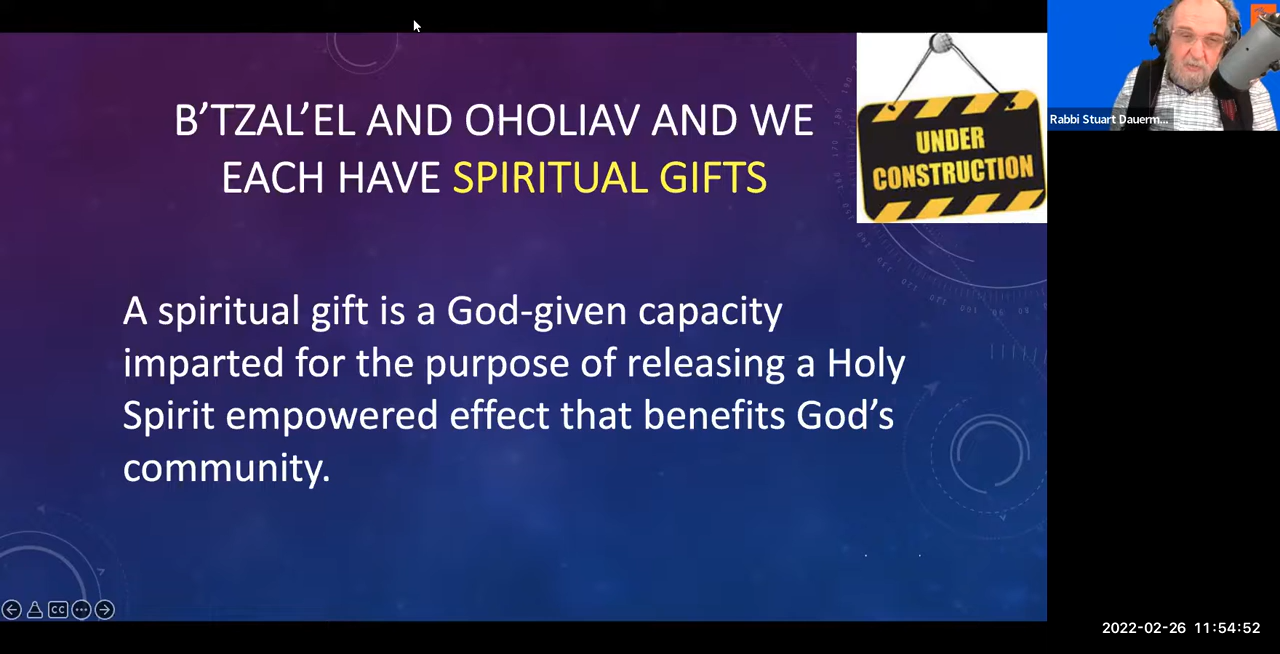 B’TZAL’EL AND OHOLIAV AND WE
EACH HAVE SPIRITUAL GIFTS
UNDER
CONSTRUCTION
Rabbi Stuart Dauerm...
A spiritual gift is a God-given capacity
imparted for the purpose of releasing a Holy
Spirit empowered effect that benefits God’s
community.
CC
2022-02-26 11:54:52